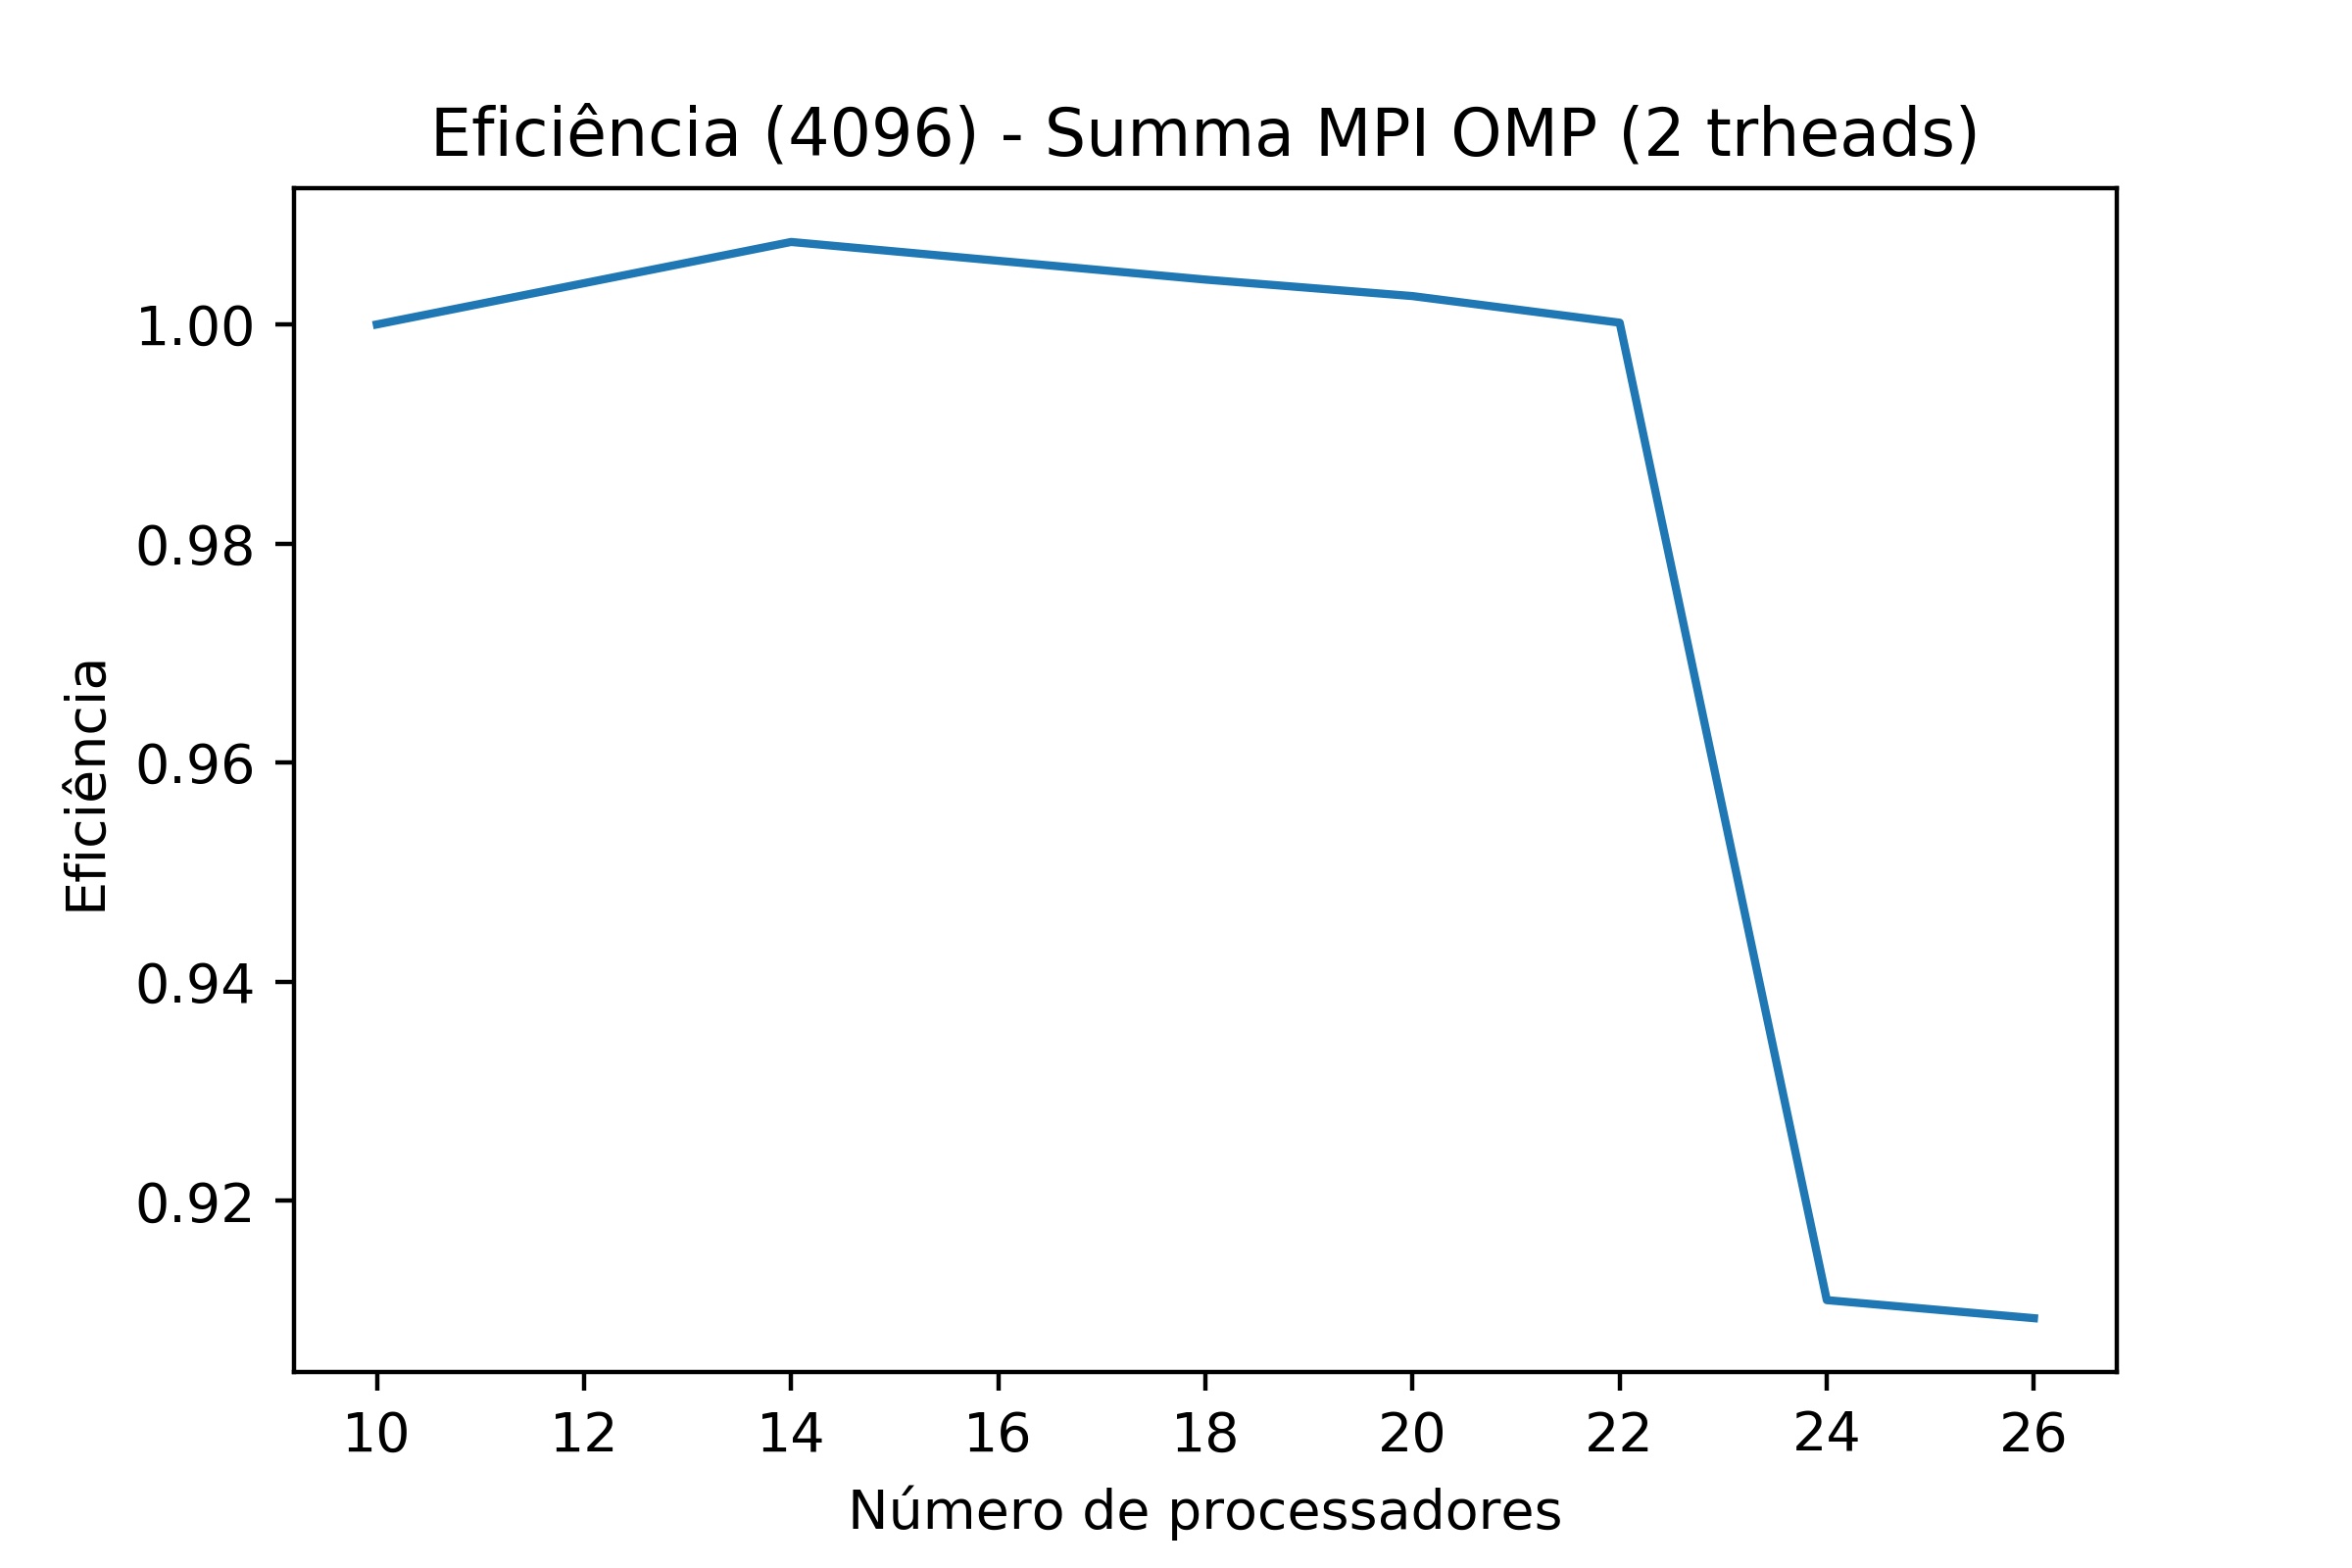 Eficiência (4096) - Summa MPI OMP (2 trheads)
1.00
0.98
0.96
0.94
0.92
Eficiência
10 12 14 16 18 20 22 24 26
Número de processadores